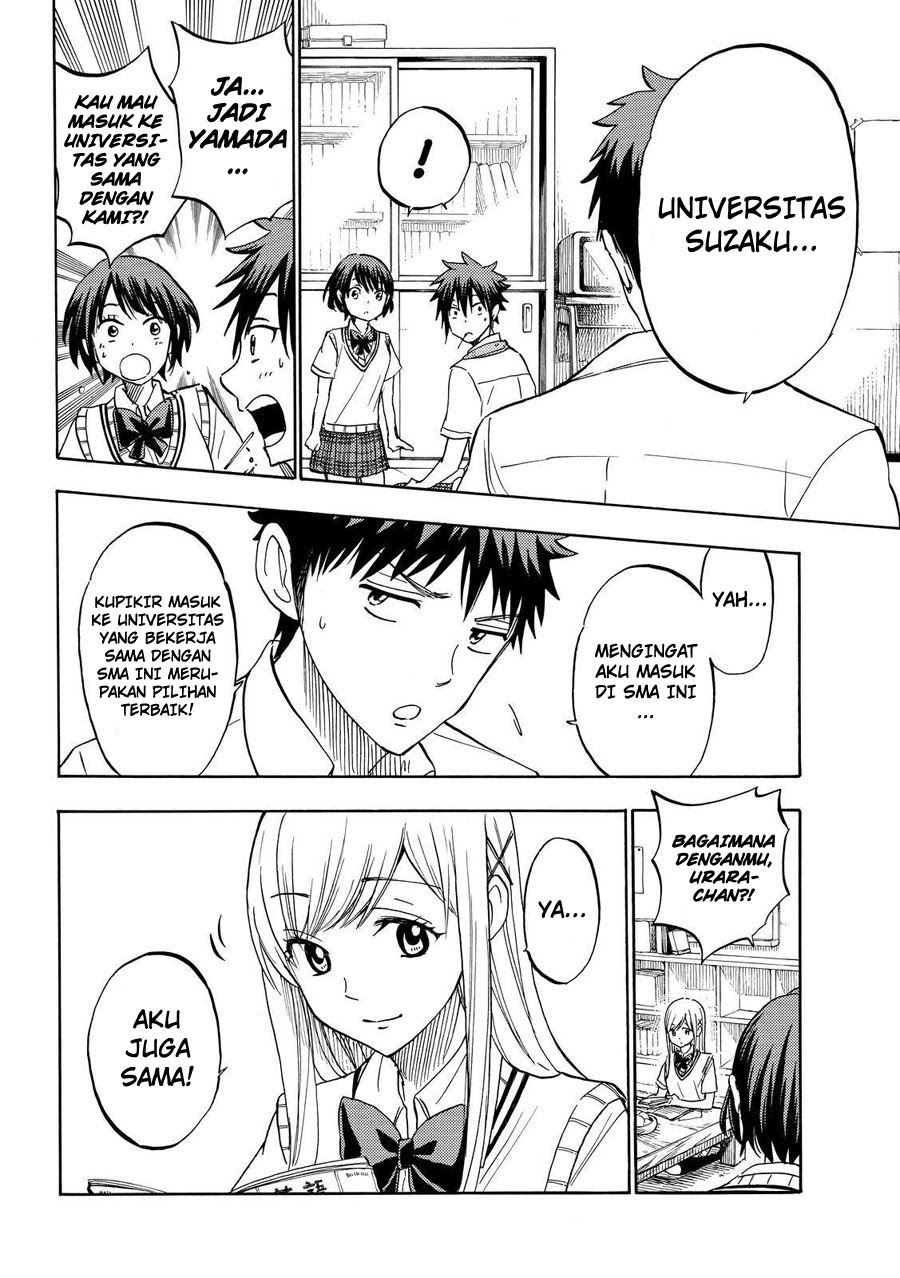 UNIVERSITAS
SUZAKU...
!
JA...
JADI
YAMADA
...
KAU MAU
MASUK KE
UNIVERSI-
TAS YANG
SAMA
DENGAN
KAMI?!
YAH...
MENGINGAT
AKU MASUK
DI SMA INI
...
KUPIKIR MASUK
KE UNIVERSITAS
YANG BEKERJA
SAMA DENGAN
SMA INI MERU-
PAKAN PILIHAN
TERBAIK!
BAGAIMANA
DENGANMU,
URARA-
CHAN?!
YA...
AKU
JUGA
SAMA!